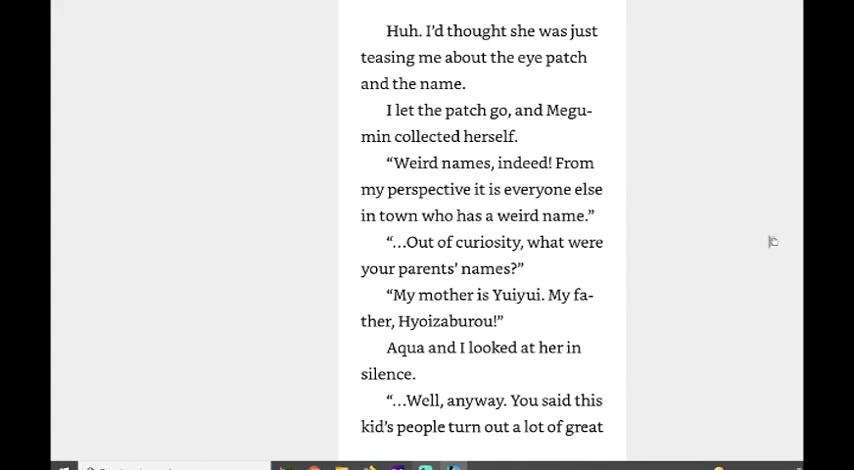 Huh. I’d thought she was just
teasing me about the eye patch
and the name.
I let the patch go, and Megu-
min collected herself.
“Weird names, indeed! From
my perspective it is everyone else
in town who has a weird name.”
“…Out of curiosity, what were
your parents’ names?”
“My mother is Yuiyui. My fa-
ther, Hyoizaburou!”
Aqua and I looked at her in
silence.
“…Well, anyway. You said this
kid’s people turn out a lot of great